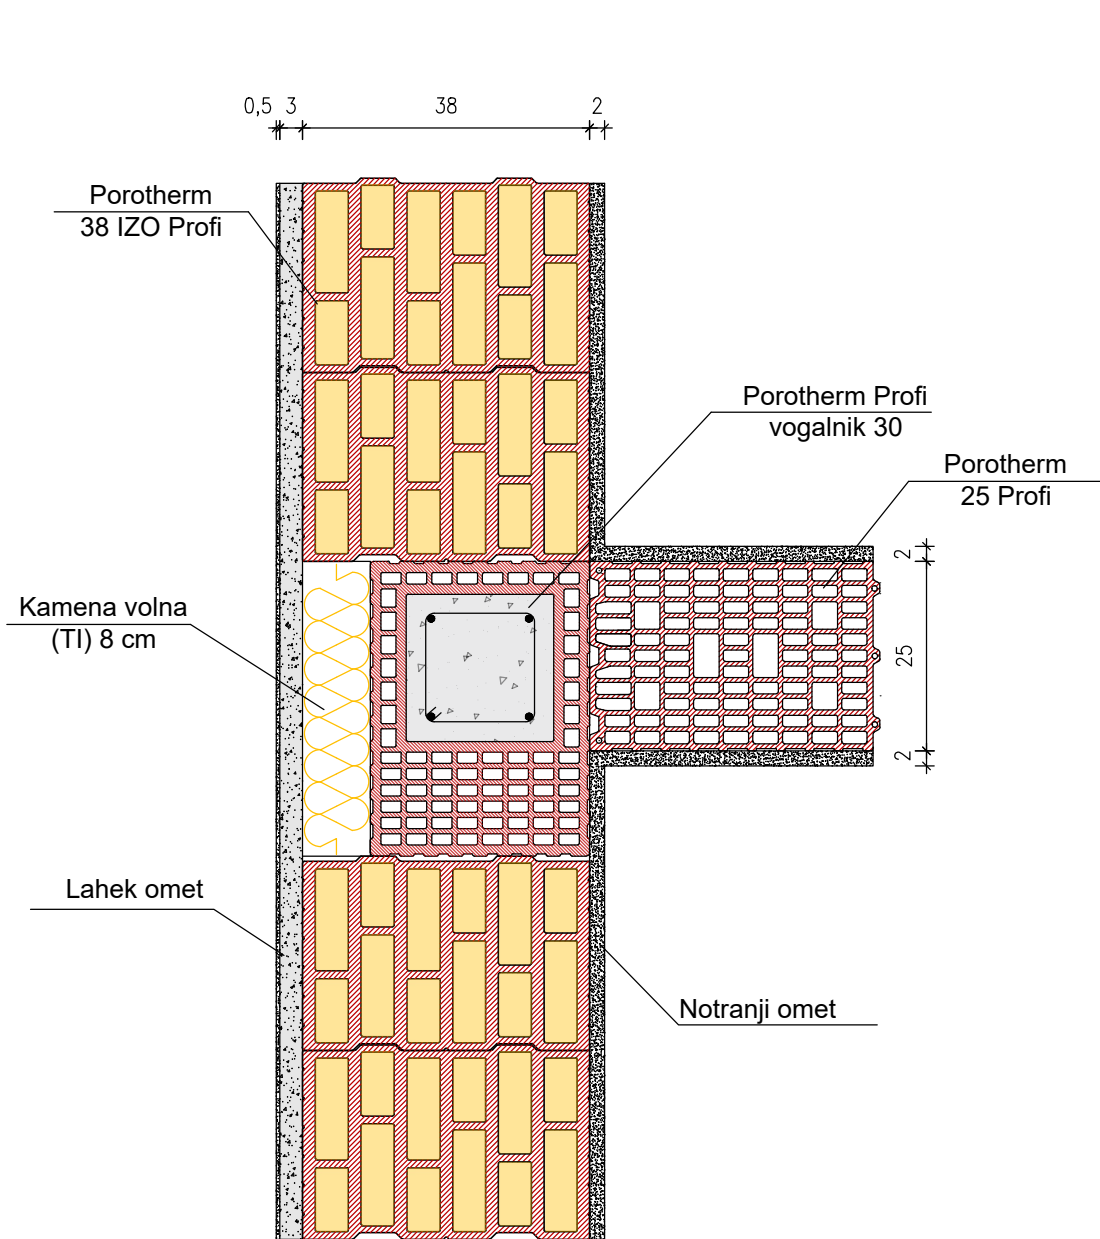 0,5 3 38 2
Porotherm
38 IZO Profi
Porotherm Profi
vogalnik 30
Porotherm
25 Profi
2
25
2
Kamena volna
(TI) 8 cm
Lahek omet
Notranji omet